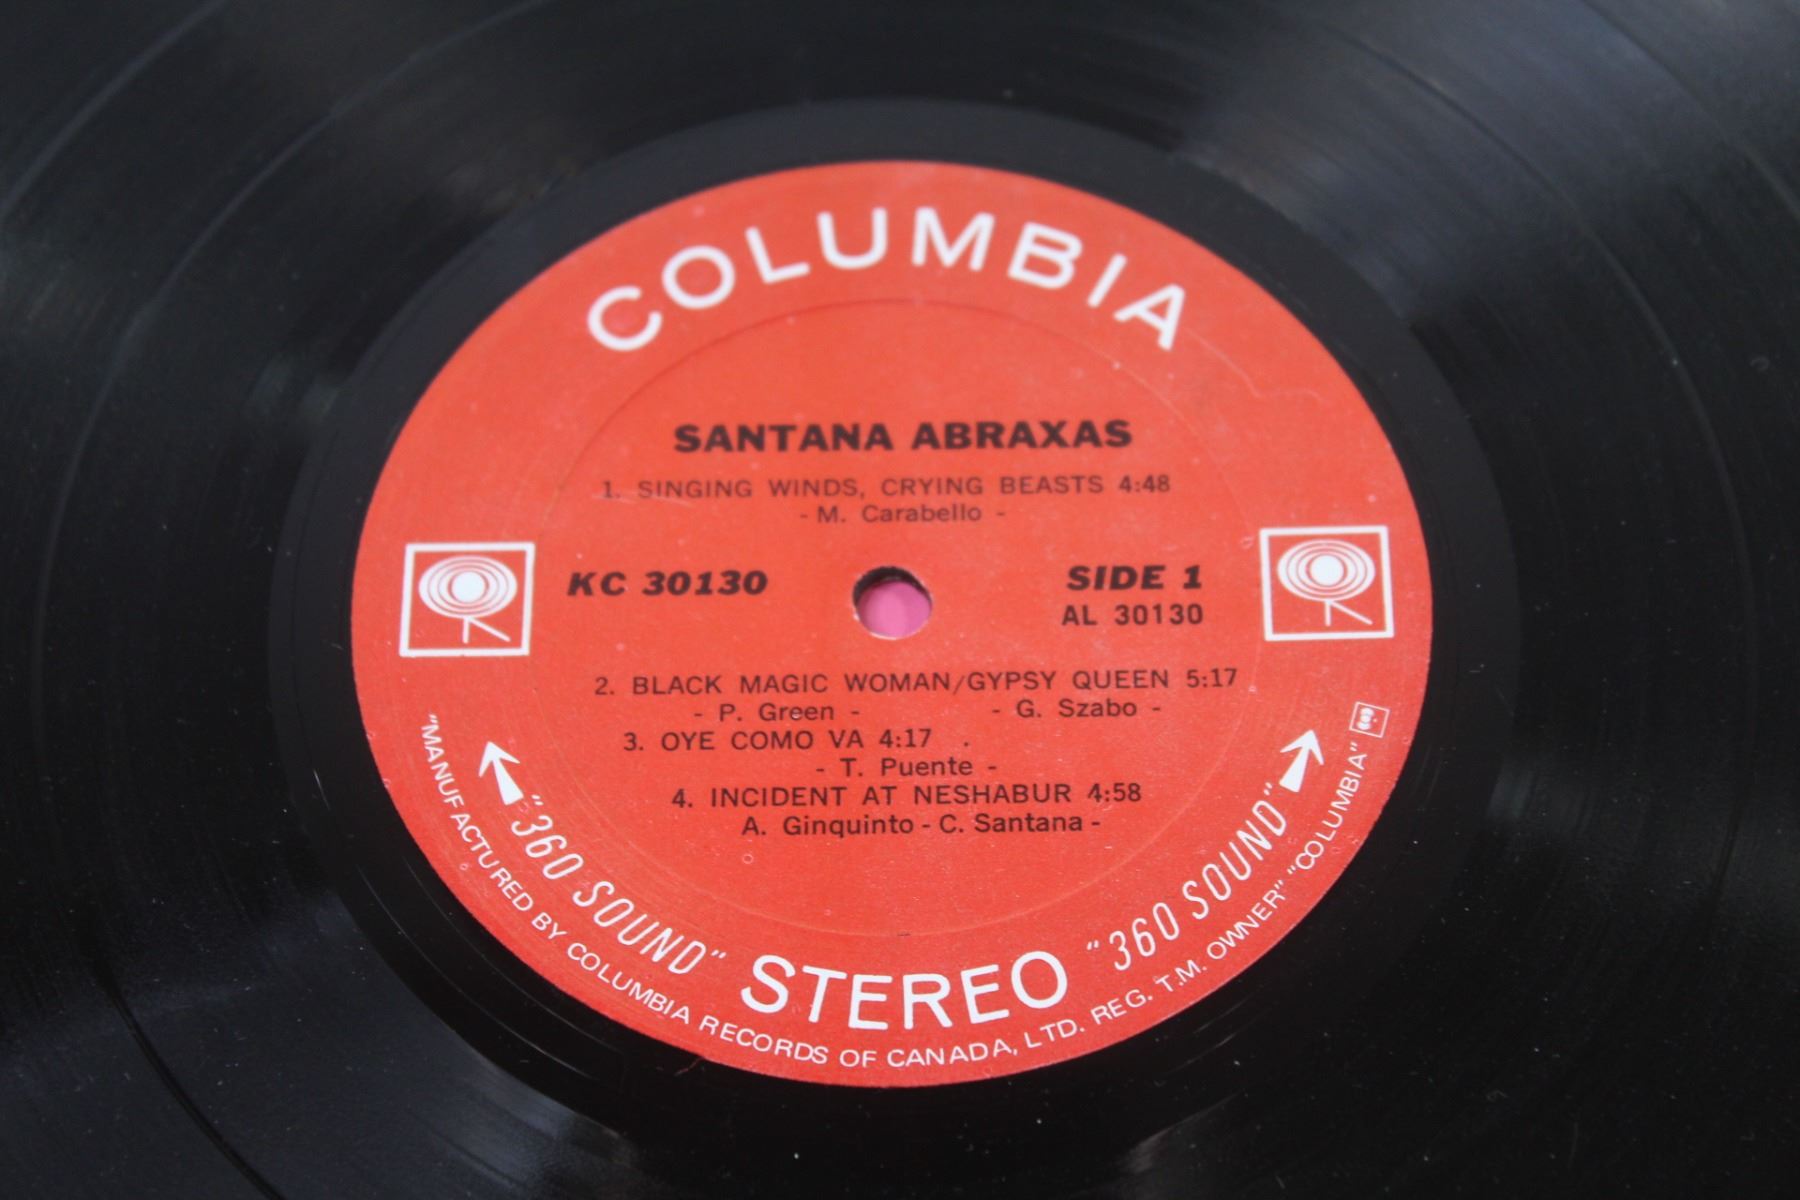 COLUMBIA
SANTANA ABRAXAS
1. SINGING WINDS, CRYING BEASTS 4:48
- M. Carabello -
KC 30130
SIDE 1
AL 30130
2. BLACK MAGIC WOMAN/GYPSY QUEEN 5:17
- P. Green - - G. Szabo -
3. OYE COMO VA 4:17
- T. Puente -
4. INCIDENT AT NESHABUR 4:58
A. Ginquinto - C. Santana -
"360 SOUND" STEREO "360 SOUND"
"MANUFACTURED BY COLUMBIA RECORDS OF CANADA, LTD. REG. T.M. OWNER" "COLUMBIA"